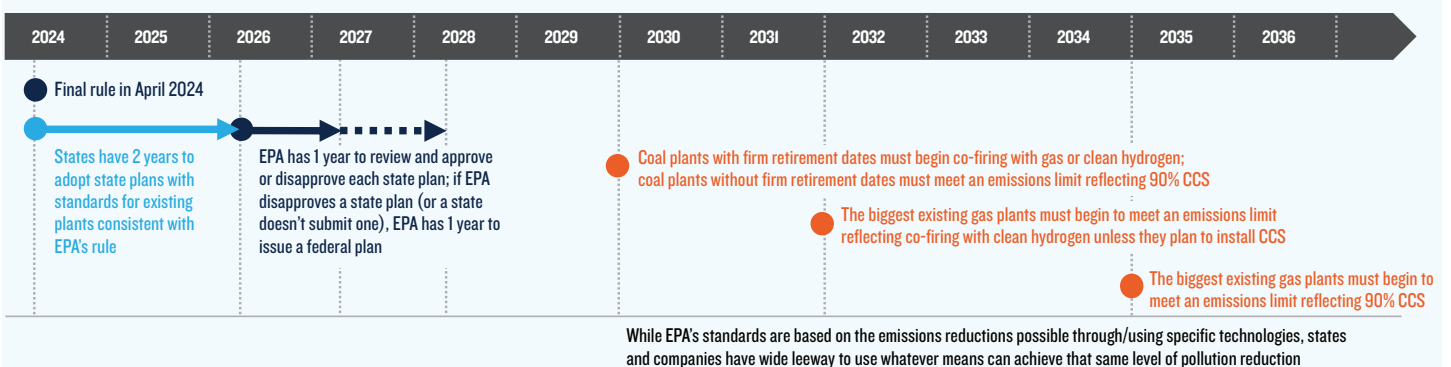 2024 2025 2026 2027 2028 2029 2030 2031 2032 2033 2034 2035 2036
Final rule in April 2024
States have 2 years to
adopt state plans with
standards for existing
plants consistent with
EPA's rule
EPA has 1 year to review and approve
or disapprove each state plan; if EPA
disapproves a state plan (or a state
doesn't submit one), EPA has 1 year to
issue a federal plan
Coal plants with firm retirement dates must begin co-firing with gas or clean hydrogen;
coal plants without firm retirement dates must meet an emissions limit reflecting 90% CCS
The biggest existing gas plants must begin to meet an emissions limit
reflecting co-firing with clean hydrogen unless they plan to install CCS
The biggest existing gas plants must begin to
meet an emissions limit reflecting 90% CCS
While EPA's standards are based on the emissions reductions possible through/using specific technologies, states
and companies have wide leeway to use whatever means can achieve that same level of pollution reduction